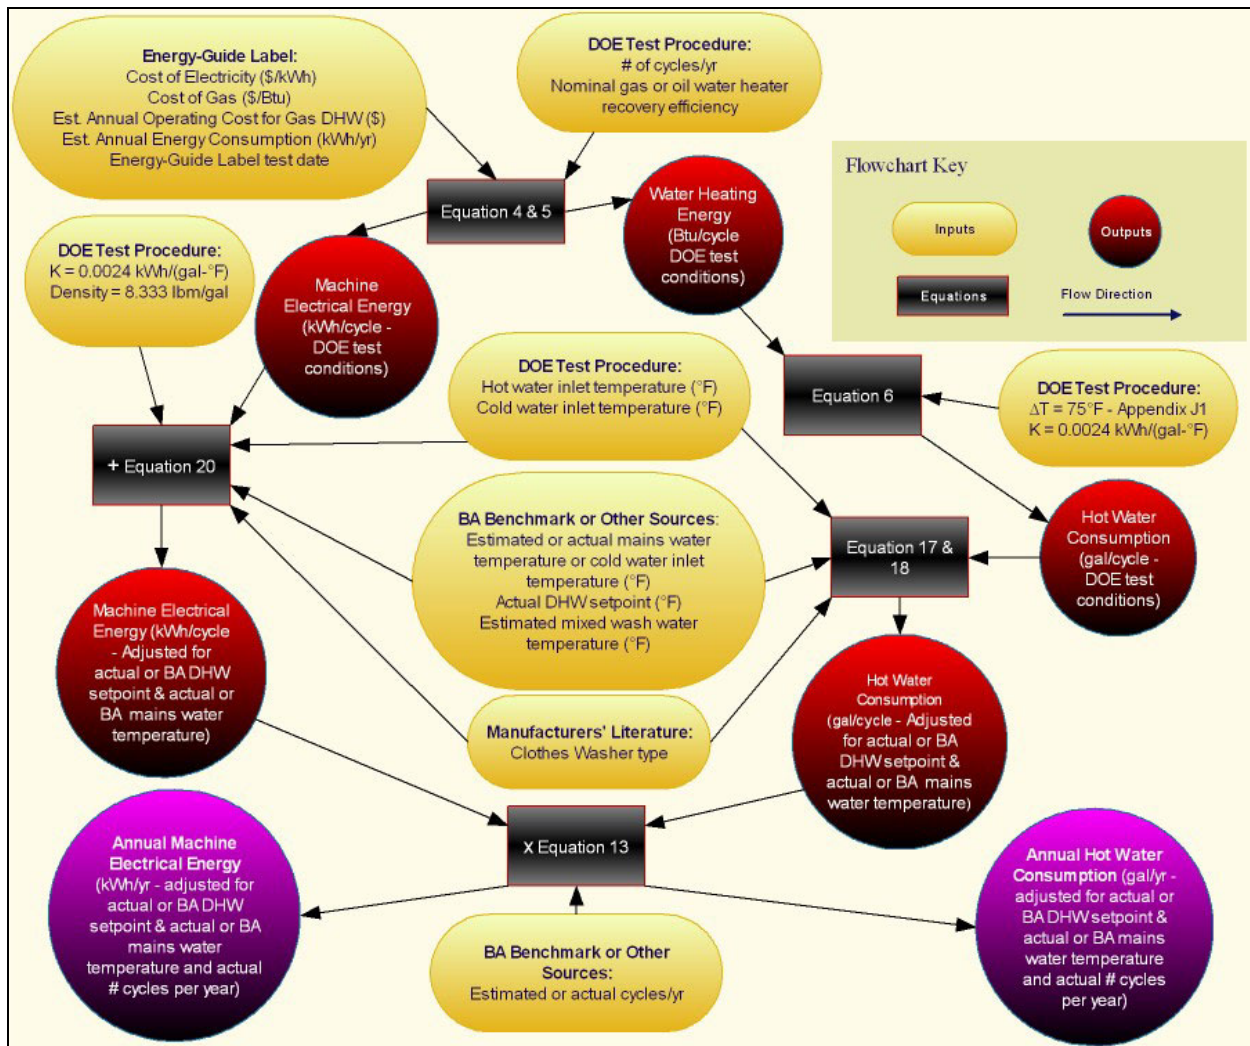 Energy-Guide Label:
Cost of Electricity ($/kWh)
Cost of Gas ($/Btu)
Est. Annual Operating Cost for Gas DHW ($)
Est. Annual Energy Consumption (kWh/yr)
Energy-Guide Label test date
DOE Test Procedure:
# of cycles/yr
Nominal gas or oil water heater
recovery efficiency
Equation 4 & 5
Water Heating
Energy
(Btu/cycle
DOE test
conditions)
Flowchart Key
Inputs
Outputs
Equations
Flow Direction
DOE Test Procedure:
K = 0.0024 kWh/(gal-°F)
Density = 8.333 lbm/gal
Machine
Electrical Energy
(kWh/cycle -
DOE test
conditions)
DOE Test Procedure:
Hot water inlet temperature (°F)
Cold water inlet temperature (°F)
Equation 6
DOE Test Procedure:
ΔT = 75°F - Appendix J1
K = 0.0024 kWh/(gal-°F)
+ Equation 20
BA Benchmark or Other Sources:
Estimated or actual mains water
temperature or cold water inlet
temperature (°F)
Actual DHW setpoint (°F)
Estimated mixed wash water
temperature (°F)
Equation 17 &
18
Hot Water
Consumption
(gal/cycle -
DOE test
conditions)
Machine Electrical
Energy (kWh/cycle
- Adjusted for
actual or BA DHW
setpoint & actual or
BA mains water
temperature)
Manufacturers' Literature:
Clothes Washer type
Hot Water
Consumption
(gal/cycle - Adjusted
for actual or BA
DHW setpoint &
actual or BA mains
water temperature)
x Equation 13
Annual Machine
Electrical Energy
(kWh/yr - adjusted for
actual or BA DHW
setpoint & actual or BA
mains water
temperature and actual
# cycles per year)
BA Benchmark or Other
Sources:
Estimated or actual cycles/yr
Annual Hot Water
Consumption (gal/yr -
adjusted for actual or
BA DHW setpoint &
actual or BA mains
water temperature
and actual # cycles
per year)